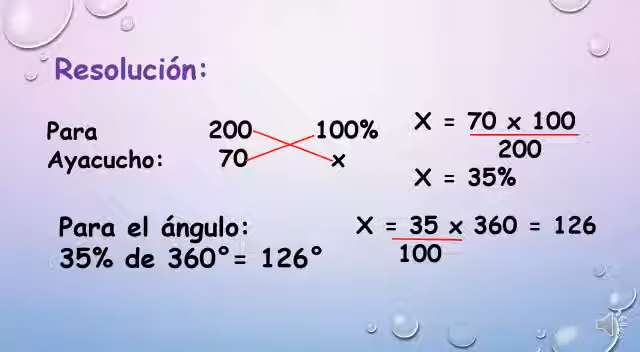 Resolución:
Para 200 100% X = 70 x 100
Ayacucho: 70 x 200
X = 35%
Para el ángulo: X = 35 x 360 = 126
35% de 360°= 126° 100